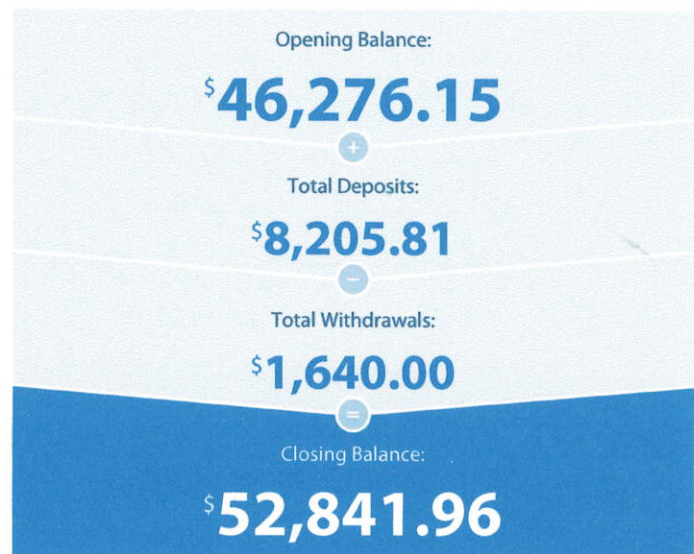 Opening Balance:
$46,276.15
+
Total Deposits:
$8,205.81
−
Total Withdrawals:
$1,640.00
=
Closing Balance:
$52,841.96